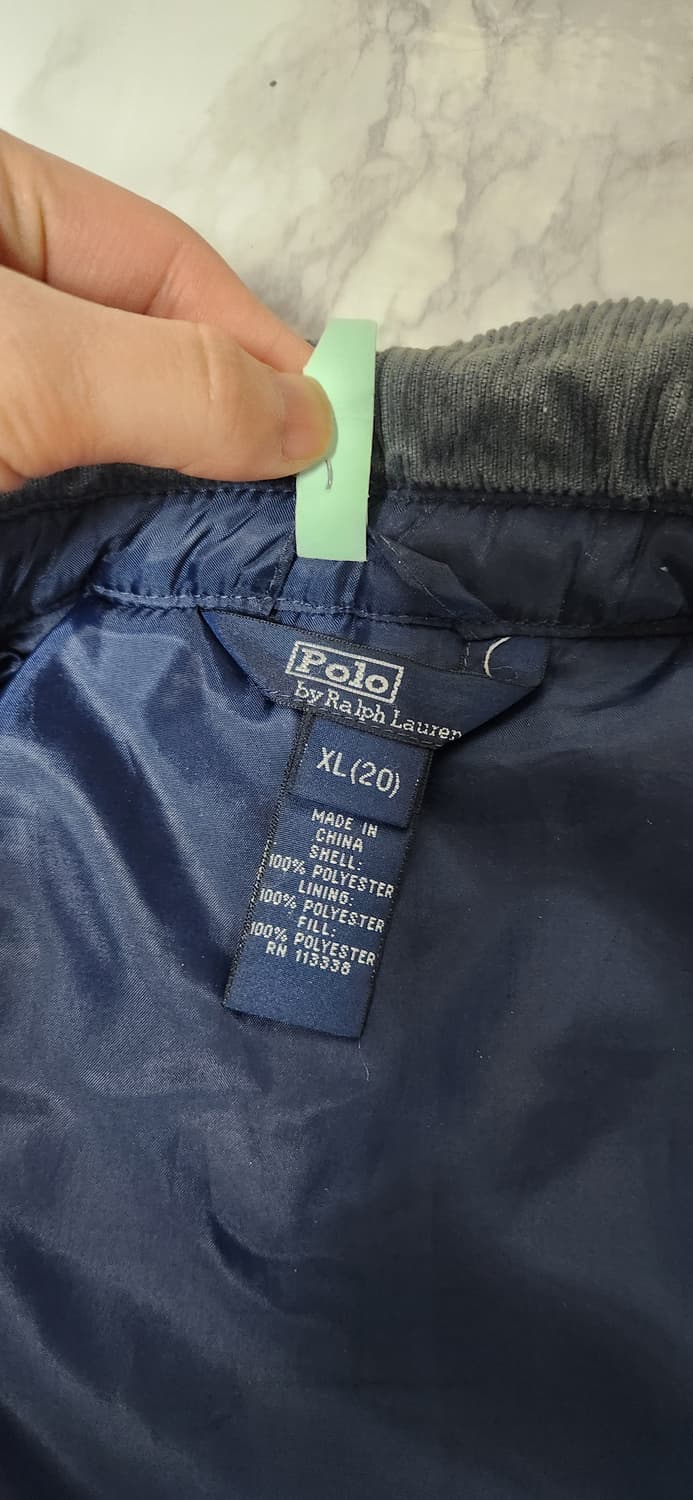 Polo
by Ralph Lauren
XL(20)
MADE IN
CHINA
SHELL:
100% POLYESTER
LINING:
100% POLYESTER
FILL:
100% POLYESTER
RN 113338